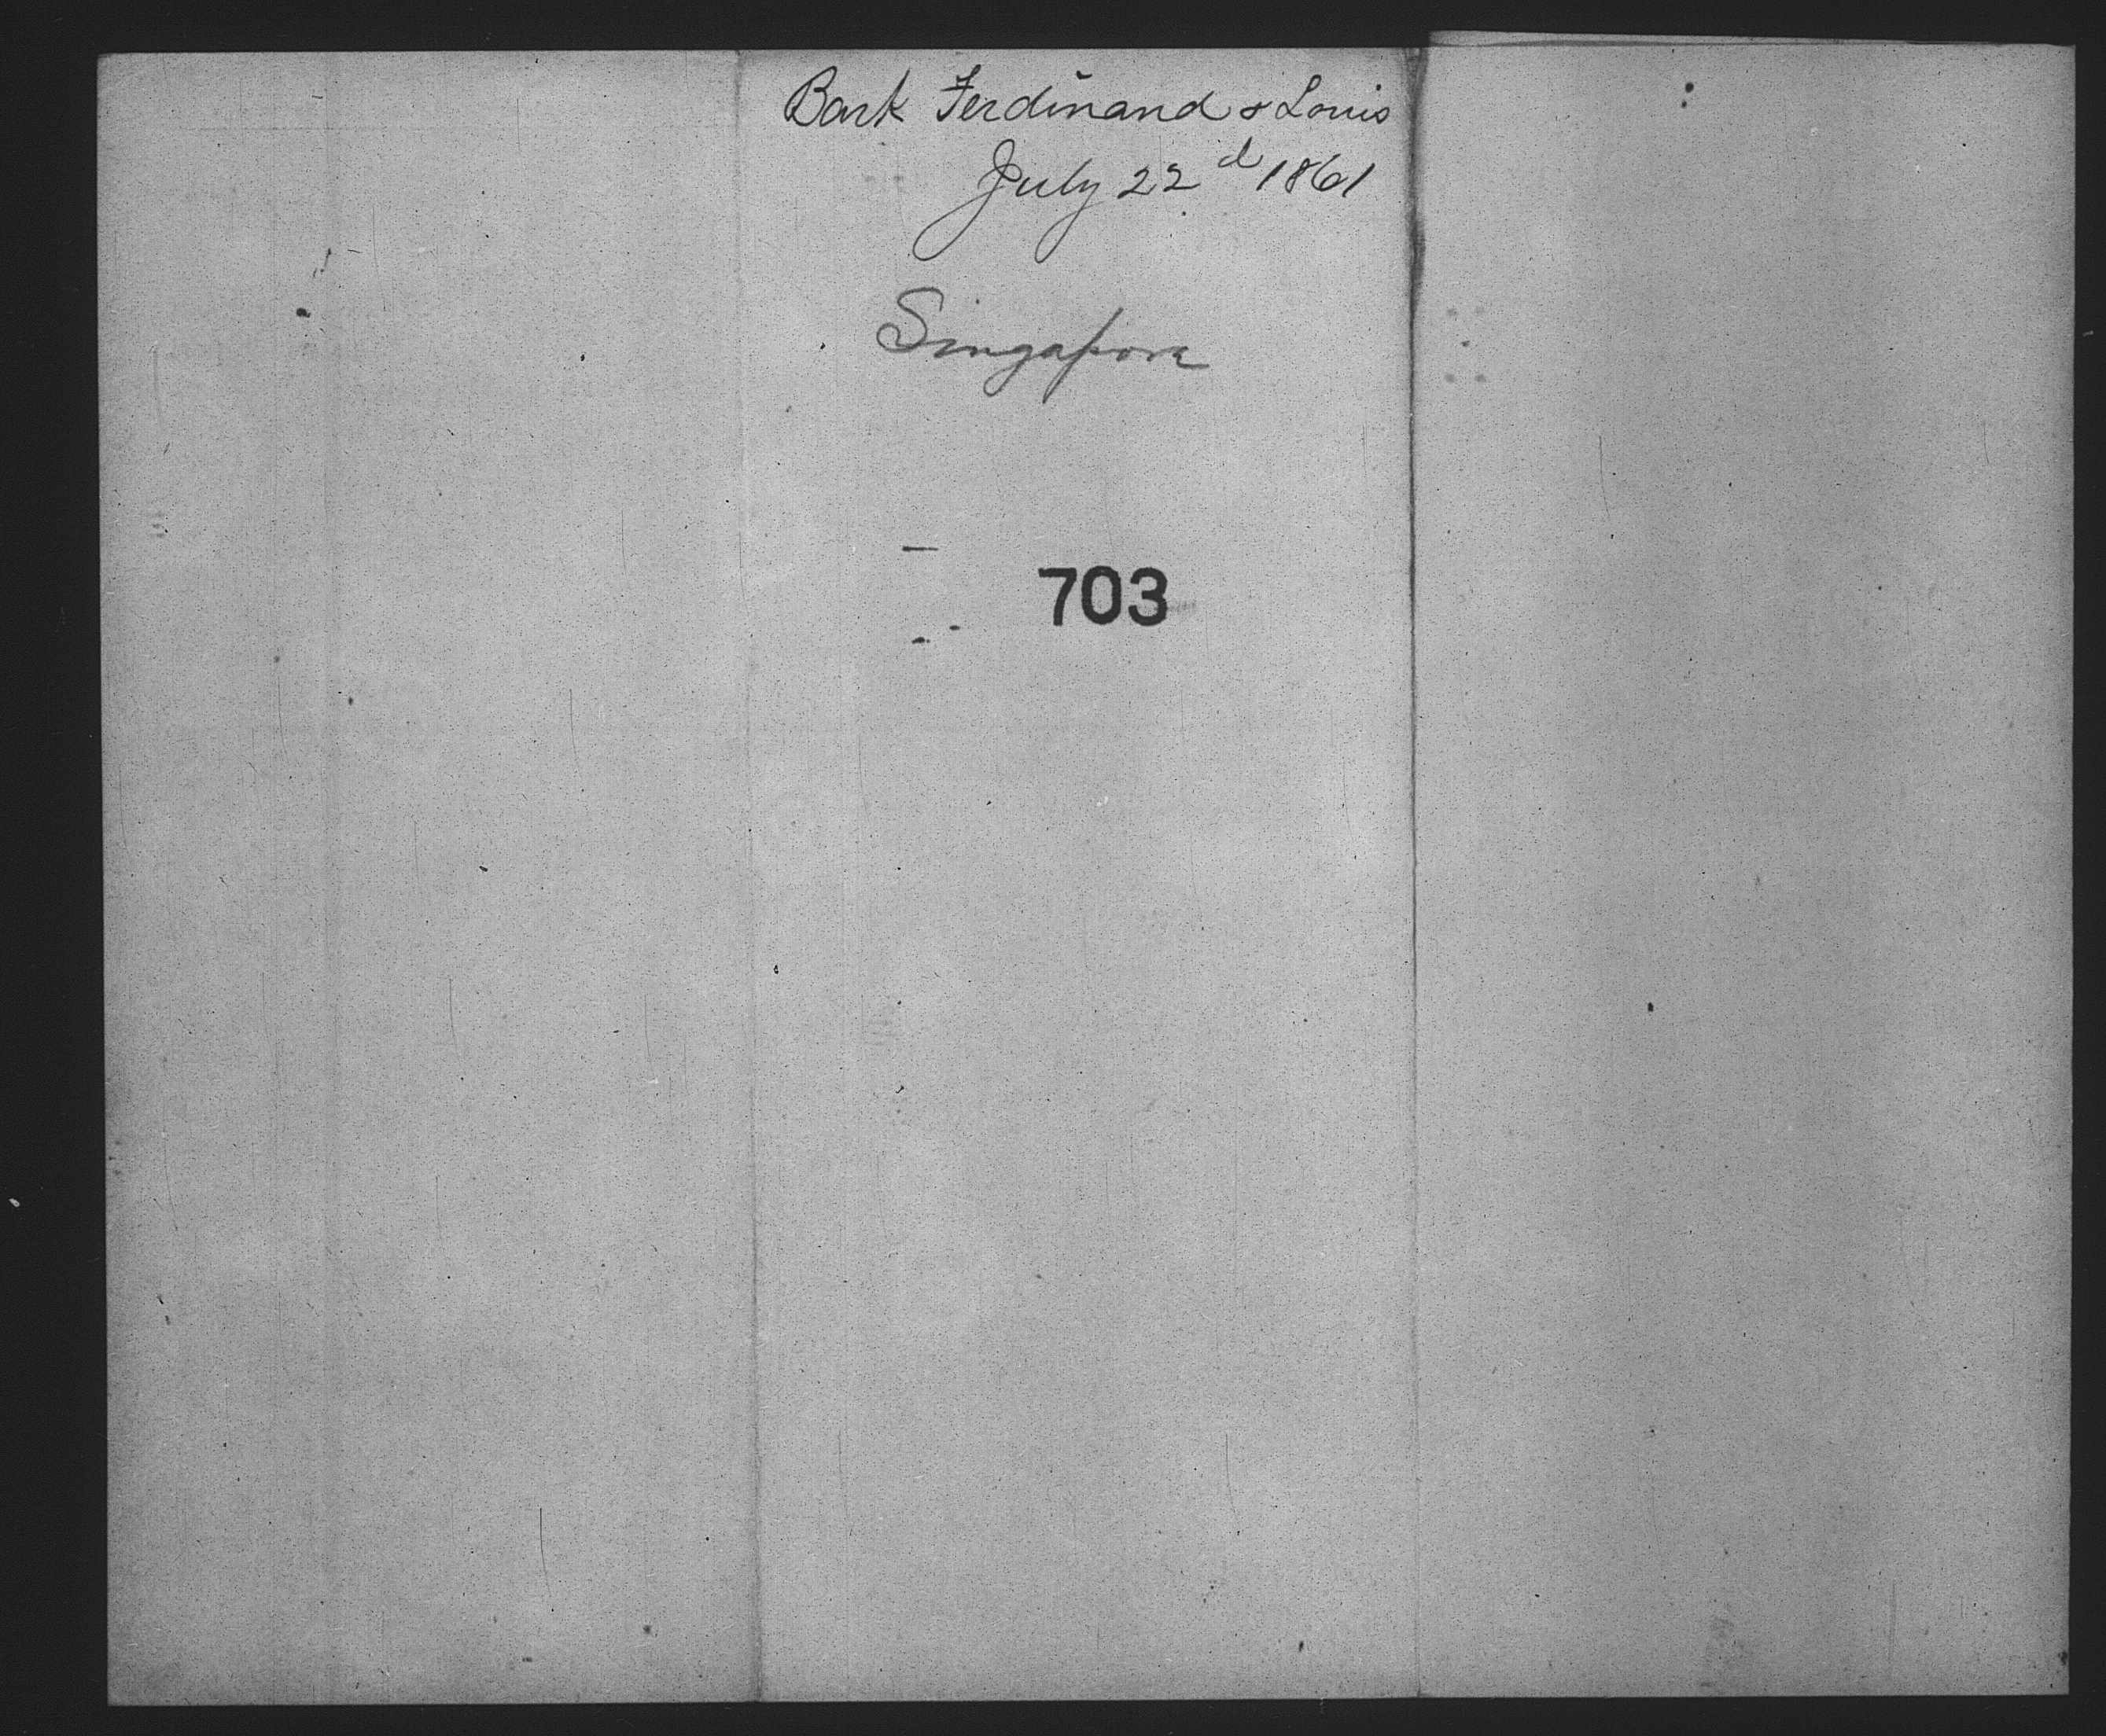 Bark Ferdinand & Louis
July 22d 1861
Singapore
703